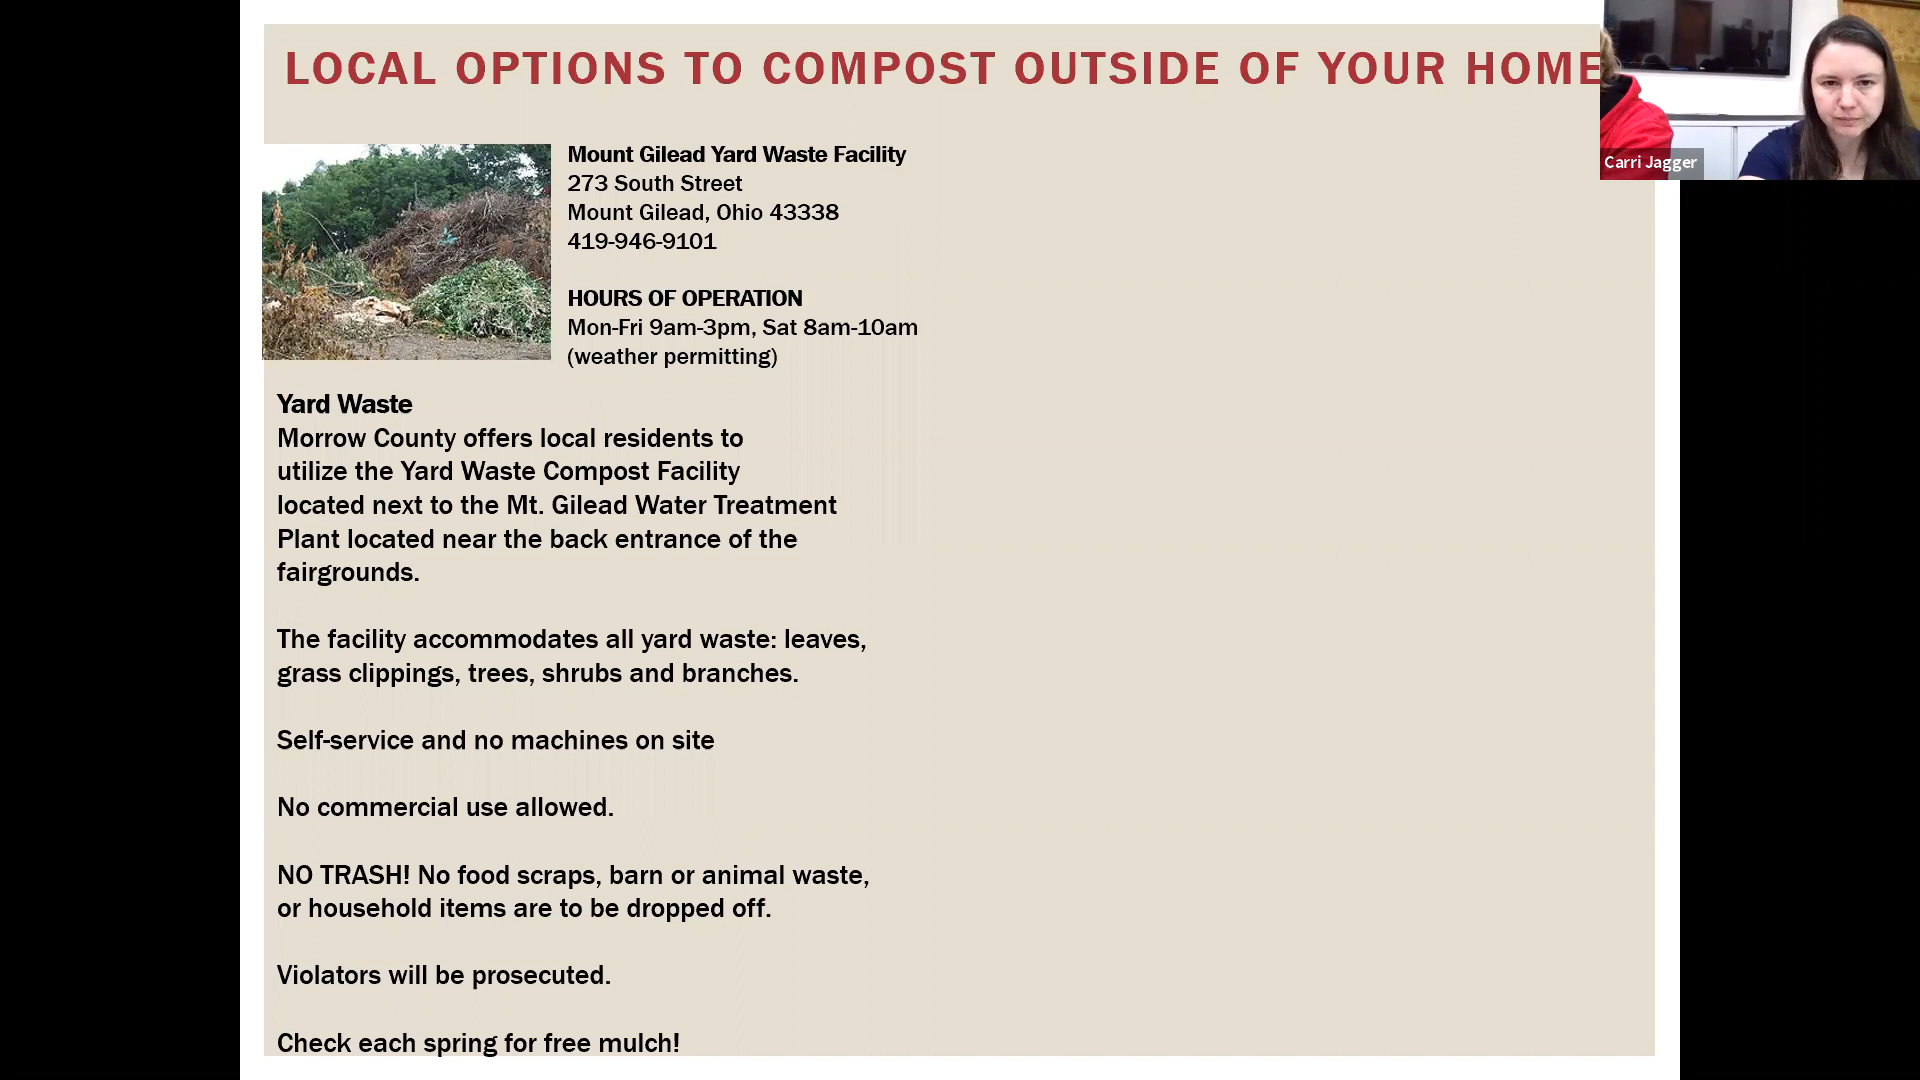 LOCAL OPTIONS TO COMPOST OUTSIDE OF YOUR HOME
Carri Jagger
Mount Gilead Yard Waste Facility
273 South Street
Mount Gilead, Ohio 43338
419-946-9101
HOURS OF OPERATION
Mon-Fri 9am-3pm, Sat 8am-10am
(weather permitting)
Yard Waste
Morrow County offers local residents to
utilize the Yard Waste Compost Facility
located next to the Mt. Gilead Water Treatment
Plant located near the back entrance of the
fairgrounds.
The facility accommodates all yard waste: leaves,
grass clippings, trees, shrubs and branches.
Self-service and no machines on site
No commercial use allowed.
NO TRASH! No food scraps, barn or animal waste,
or household items are to be dropped off.
Violators will be prosecuted.
Check each spring for free mulch!